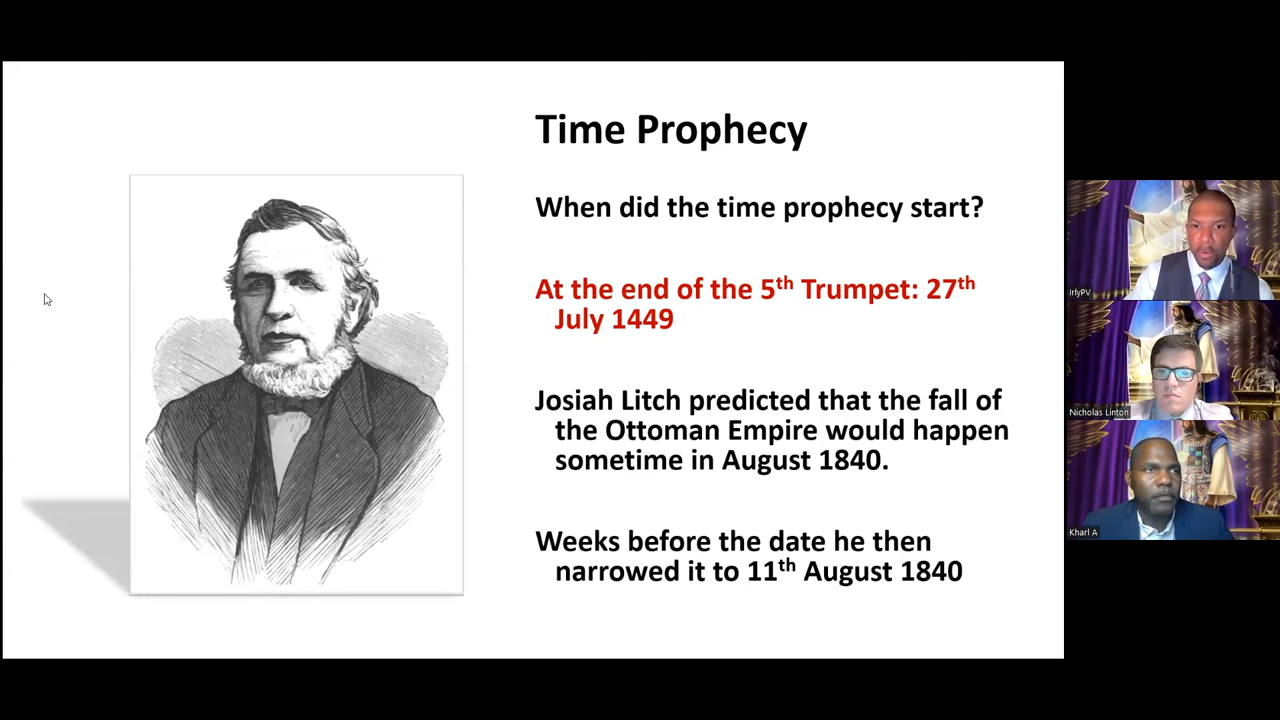 Time Prophecy
When did the time prophecy start?
At the end of the 5th Trumpet: 27th
July 1449
Josiah Litch predicted that the fall of
the Ottoman Empire would happen
sometime in August 1840.
Weeks before the date he then
narrowed it to 11th August 1840
IrlyPV
Nicholas Linton
Kharl A